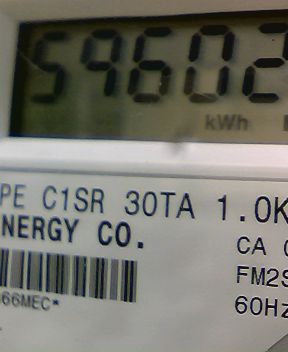 59602
kWh
PE C1SR 30TA 1.0K
NERGY CO.
CA
FM2S
66MEC*
60Hz